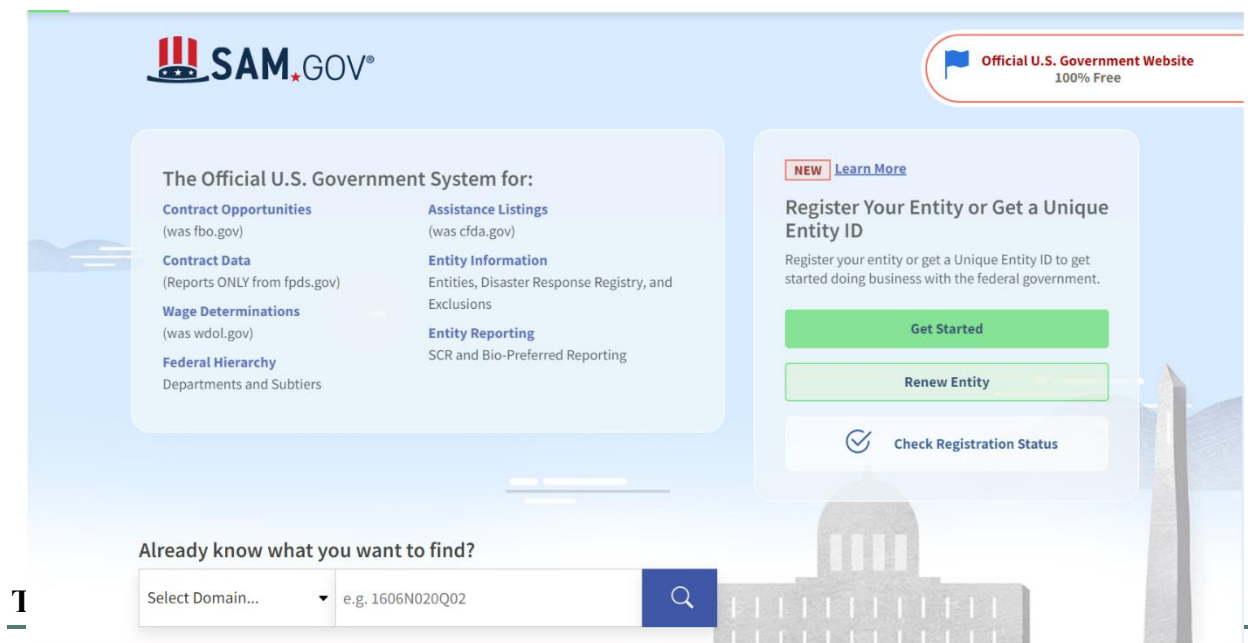 SAM.GOV®
Official U.S. Government Website
100% Free
The Official U.S. Government System for:
Contract Opportunities
(was fbo.gov)
Contract Data
(Reports ONLY from fpds.gov)
Wage Determinations
(was wdol.gov)
Federal Hierarchy
Departments and Subtiers
Assistance Listings
(was cfda.gov)
Entity Information
Entities, Disaster Response Registry, and
Exclusions
Entity Reporting
SCR and Bio-Preferred Reporting
NEW Learn More
Register Your Entity or Get a Unique
Entity ID
Register your entity or get a Unique Entity ID to get
started doing business with the federal government.
Get Started
Renew Entity
Check Registration Status
Already know what you want to find?
Select Domain... e.g. 1606N020Q02